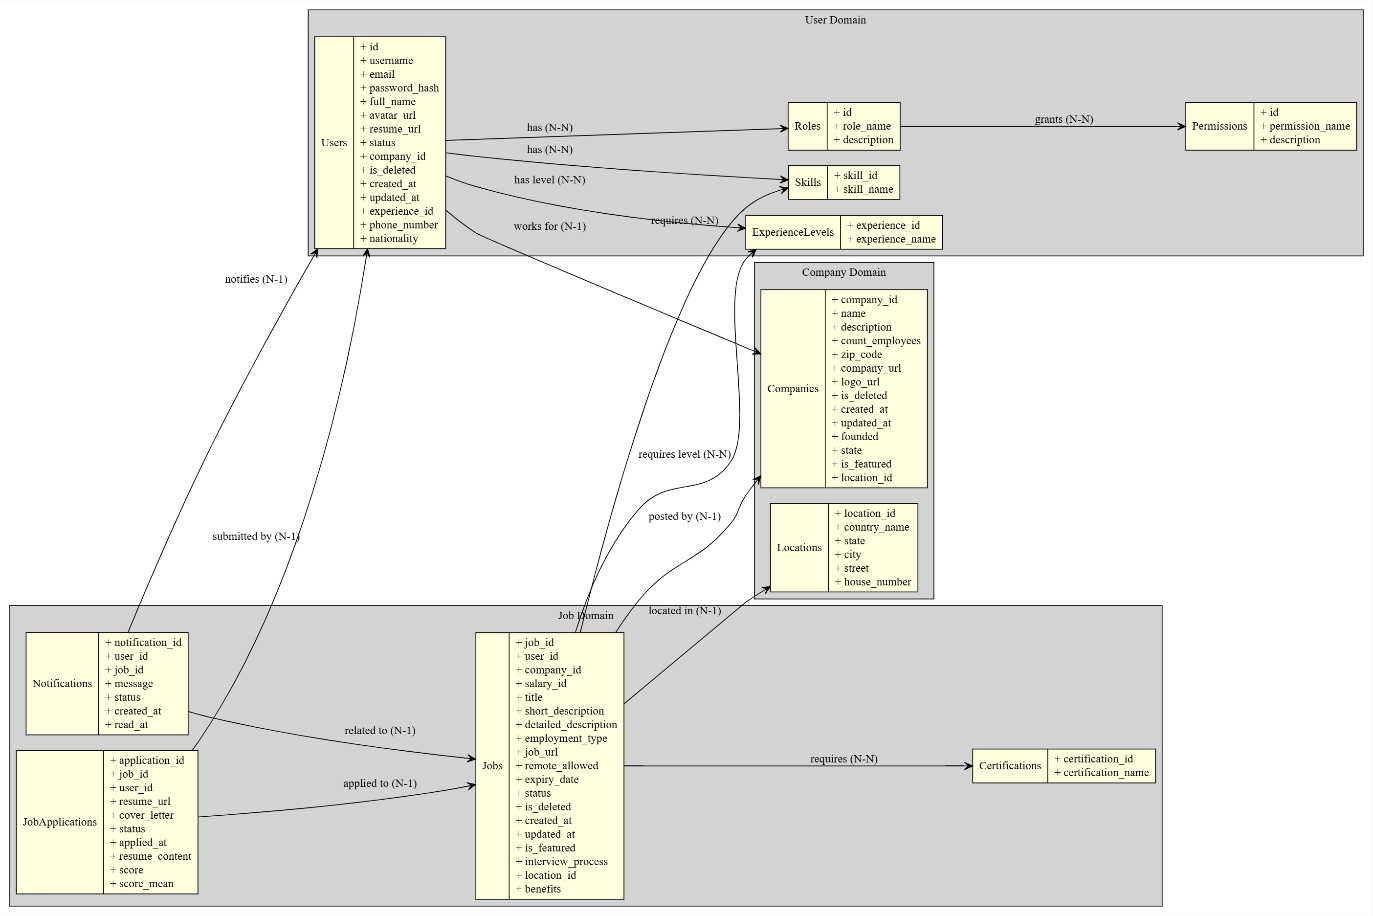 User Domain
Users
+ id
+ username
+ email
+ password_hash
+ full_name
+ avatar_url
+ resume_url
+ status
+ company_id
+ is_deleted
+ created_at
+ updated_at
+ experience_id
+ phone_number
+ nationality
has (N-N)
has (N-N)
has level (N-N)
works for (N-1)
requires (N-N)
Roles
+ id
+ role_name
+ description
grants (N-N)
Permissions
+ id
+ permission_name
+ description
Skills
+ skill_id
+ skill_name
ExperienceLevels
+ experience_id
+ experience_name
notifies (N-1)
submitted by (N-1)
requires level (N-N)
posted by (N-1)
located in (N-1)
Company Domain
Companies
+ company_id
+ name
+ description
+ count_employees
+ zip_code
+ company_url
+ logo_url
+ is_deleted
+ created_at
+ updated_at
+ founded
+ state
+ is_featured
+ location_id
Locations
+ location_id
+ country_name
+ state
+ city
+ street
+ house_number
Job Domain
Notifications
+ notification_id
+ user_id
+ job_id
+ message
+ status
+ created_at
+ read_at
related to (N-1)
JobApplications
+ application_id
+ job_id
+ user_id
+ resume_url
+ cover_letter
+ status
+ applied_at
+ resume_content
+ score
+ score_mean
applied to (N-1)
Jobs
+ job_id
+ user_id
+ company_id
+ salary_id
+ title
+ short_description
+ detailed_description
+ employment_type
+ job_url
+ remote_allowed
+ expiry_date
+ status
+ is_deleted
+ created_at
+ updated_at
+ is_featured
+ interview_process
+ location_id
+ benefits
requires (N-N)
Certifications
+ certification_id
+ certification_name